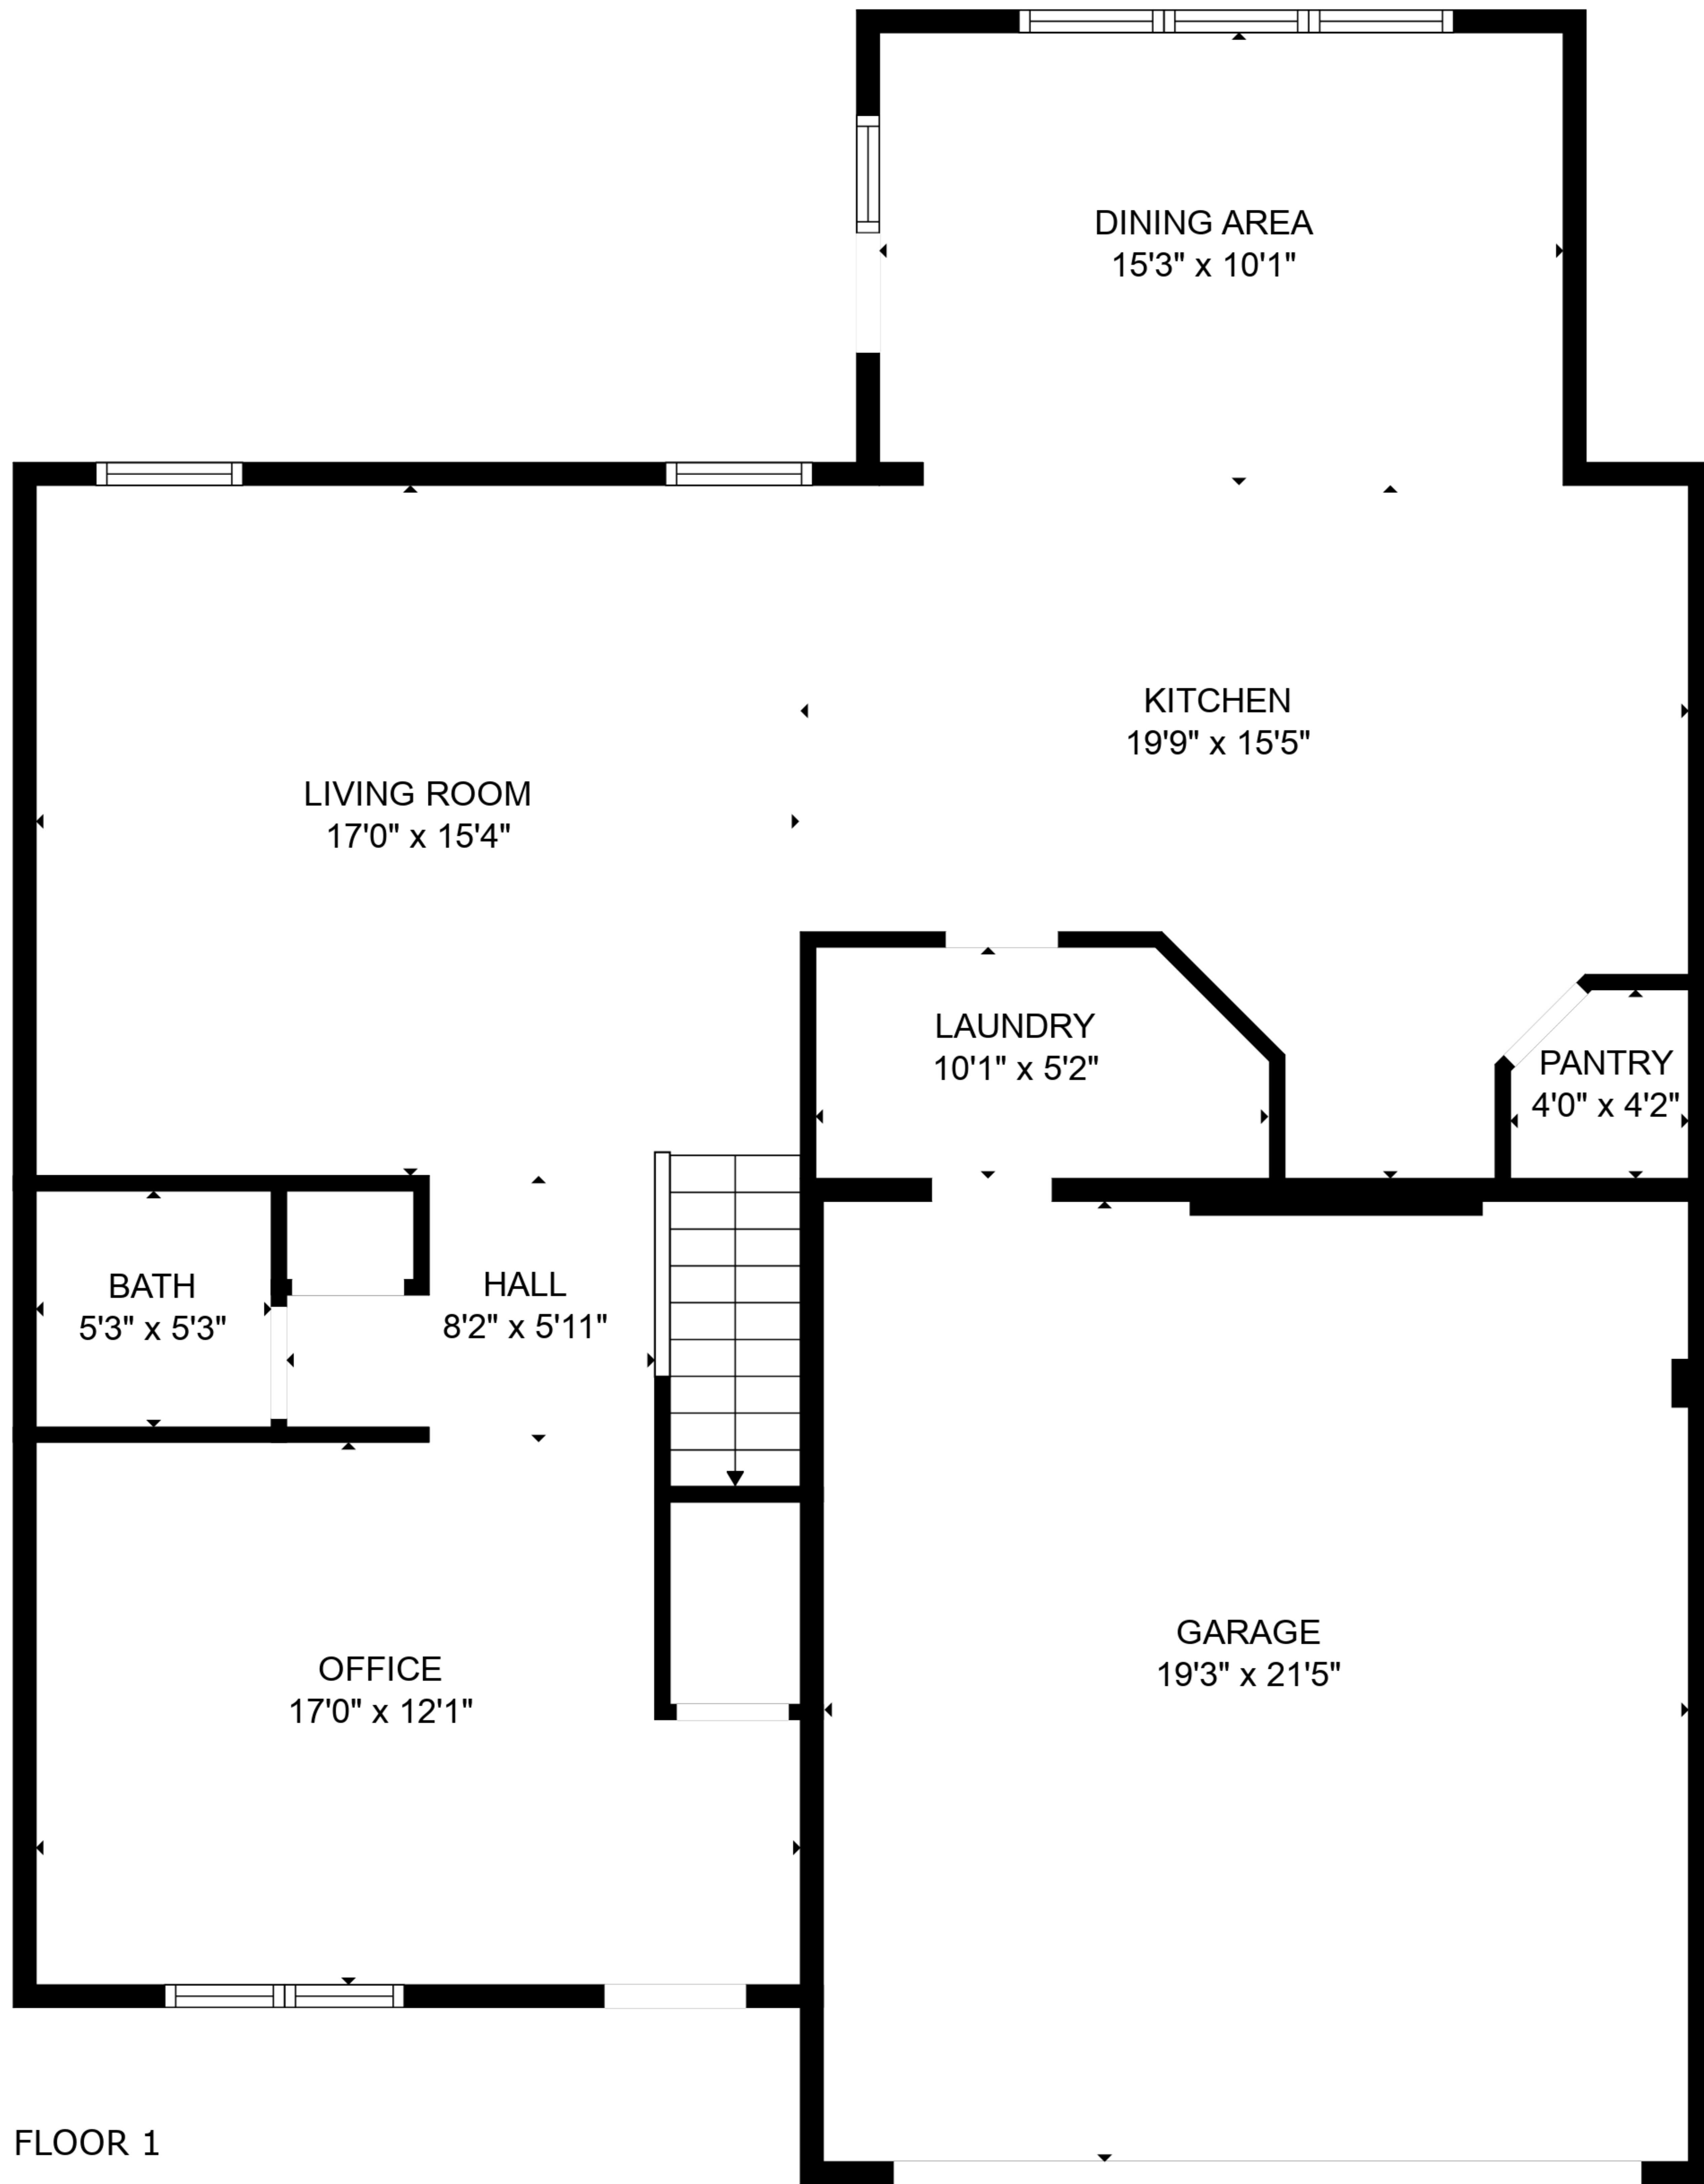 DINING AREA
15'3" x 10'1"
KITCHEN
19'9" x 15'5"
LIVING ROOM
17'0" x 15'4"
LAUNDRY
10'1" x 5'2"
PANTRY
4'0" x 4'2"
BATH
5'3" x 5'3"
HALL
8'2" x 5'11"
GARAGE
19'3" x 21'5"
OFFICE
17'0" x 12'1"
FLOOR 1